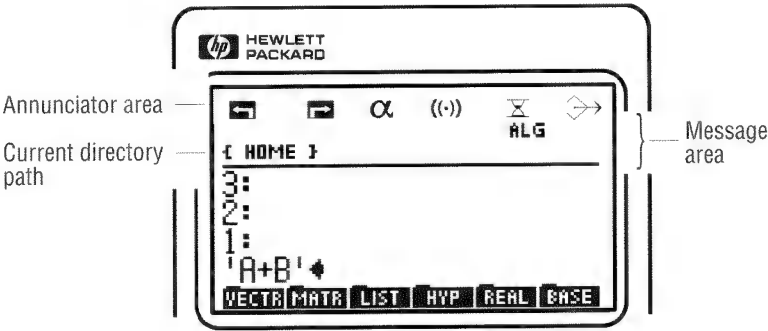 hp HEWLETT
PACKARD
Annunciator area
α ((·))
ALG
Current directory
path
{ HOME }
Message
area
3:
2:
1:
'A+B'◆
VECTR MATR LIST HYP REAL BASE